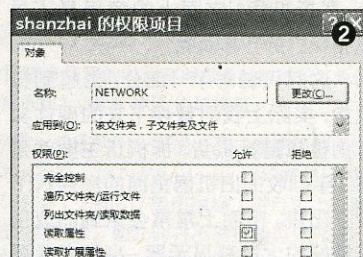 shanzhai 的权限项目
2
对象
名称: NETWORK 更改(C)...
应用到(O): 该文件夹，子文件夹及文件
权限(P): 允许 拒绝
完全控制
遍历文件夹/运行文件
列出文件夹/读取数据
读取属性
读取扩展属性